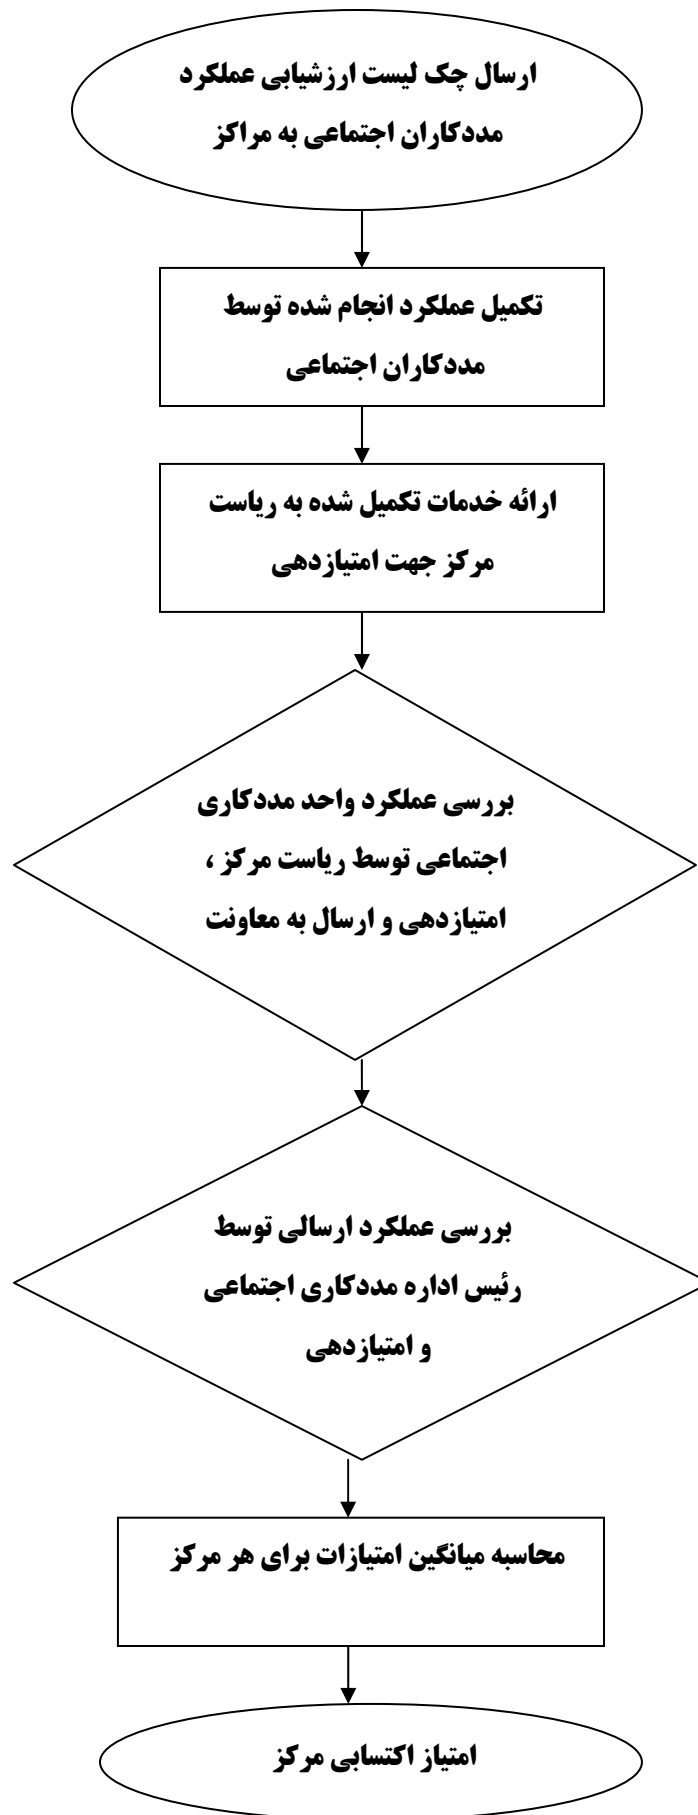 ارسال چک لیست ارزشیابی عملکرد
مددکاران اجتماعی به مراکز
تکمیل عملکرد انجام شده توسط
مددکاران اجتماعی
ارائه خدمات تکمیل شده به ریاست
مرکز جهت امتیازدهی
بررسی عملکرد واحد مددکاری
اجتماعی توسط ریاست مرکز ،
امتیازدهی و ارسال به معاونت
بررسی عملکرد ارسالی توسط
رئیس اداره مددکاری اجتماعی
و امتیازدهی
محاسبه میانگین امتیازات برای هر مرکز
امتیاز اکتسابی مرکز